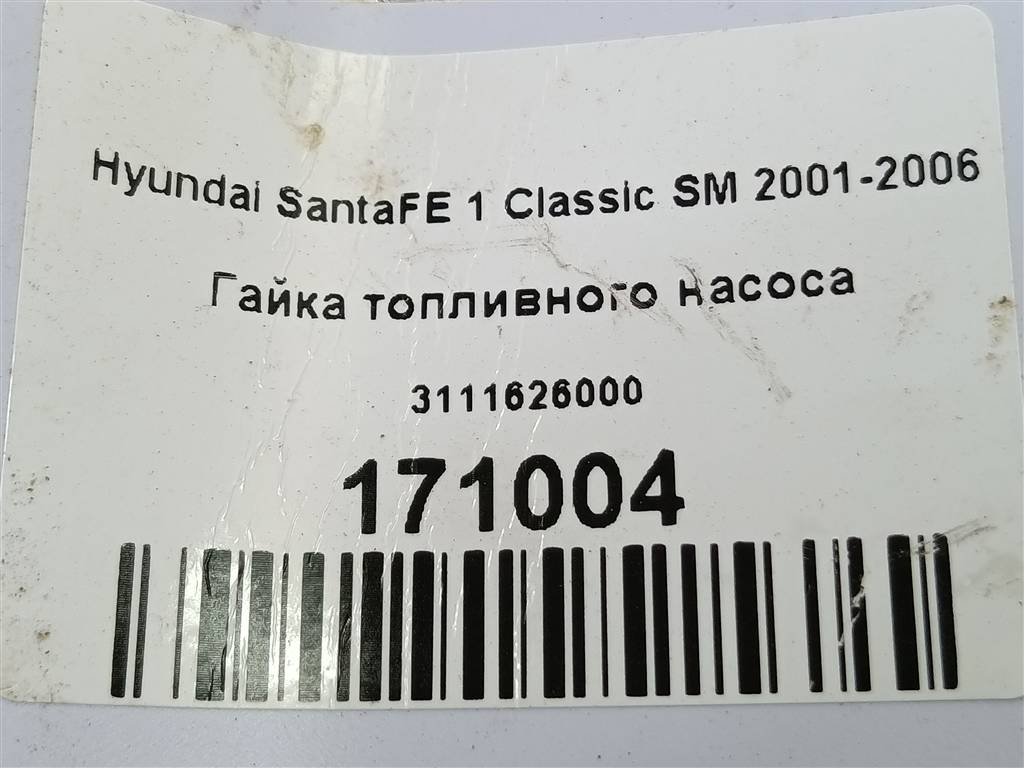 Hyundai SantaFE 1 Classic SM 2001-2006
Гайка топливного насоса
3111626000
171004